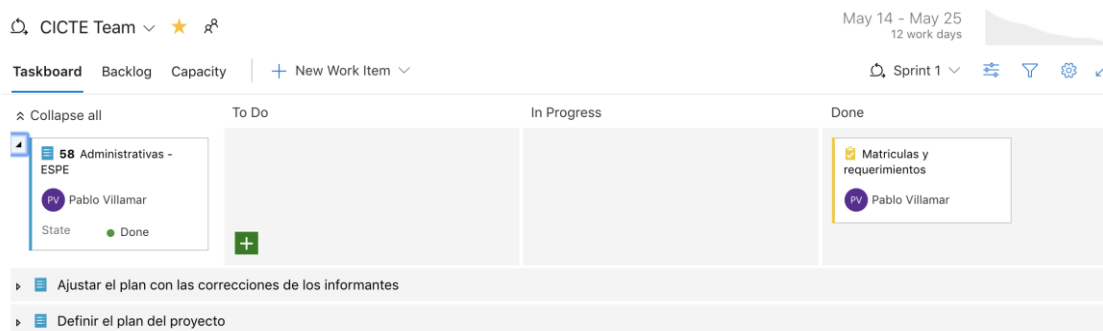 CICTE Team
May 14 - May 25
12 work days
Taskboard Backlog Capacity
New Work Item
Sprint 1
Collapse all
To Do
In Progress
Done
58 Administrativas -
ESPE
PV Pablo Villamar
State Done
Matriculas y
requerimientos
PV Pablo Villamar
Ajustar el plan con las correcciones de los informantes
Definir el plan del proyecto